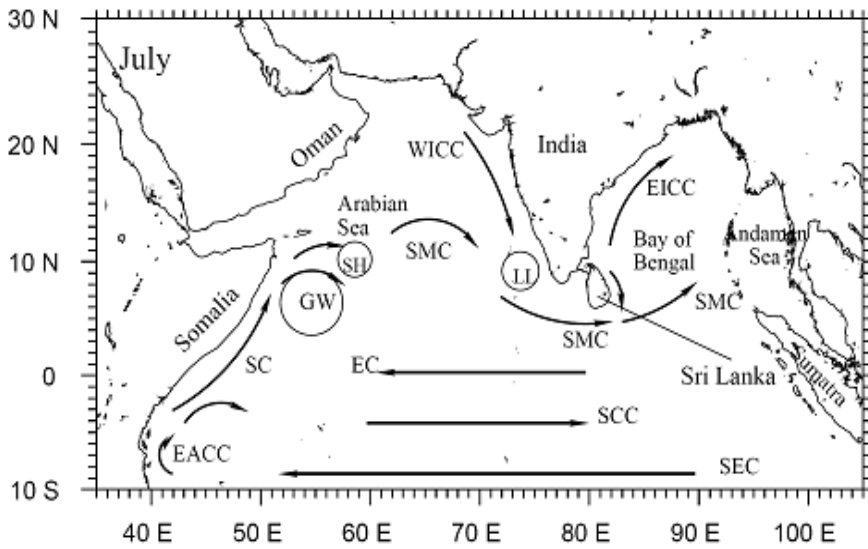 30 N
July
20 N
Oman
WICC
India
EICC
Arabian
Sea
SH
SMC
LL
Bay of
Bengal
Andaman
Sea
10 N
GW
Somalia
SMC
SMC
SC
EC
Sri Lanka
Sumatra
0
SCC
EACC
SEC
10 S
40 E
50 E
60 E
70 E
80 E
90 E
100 E